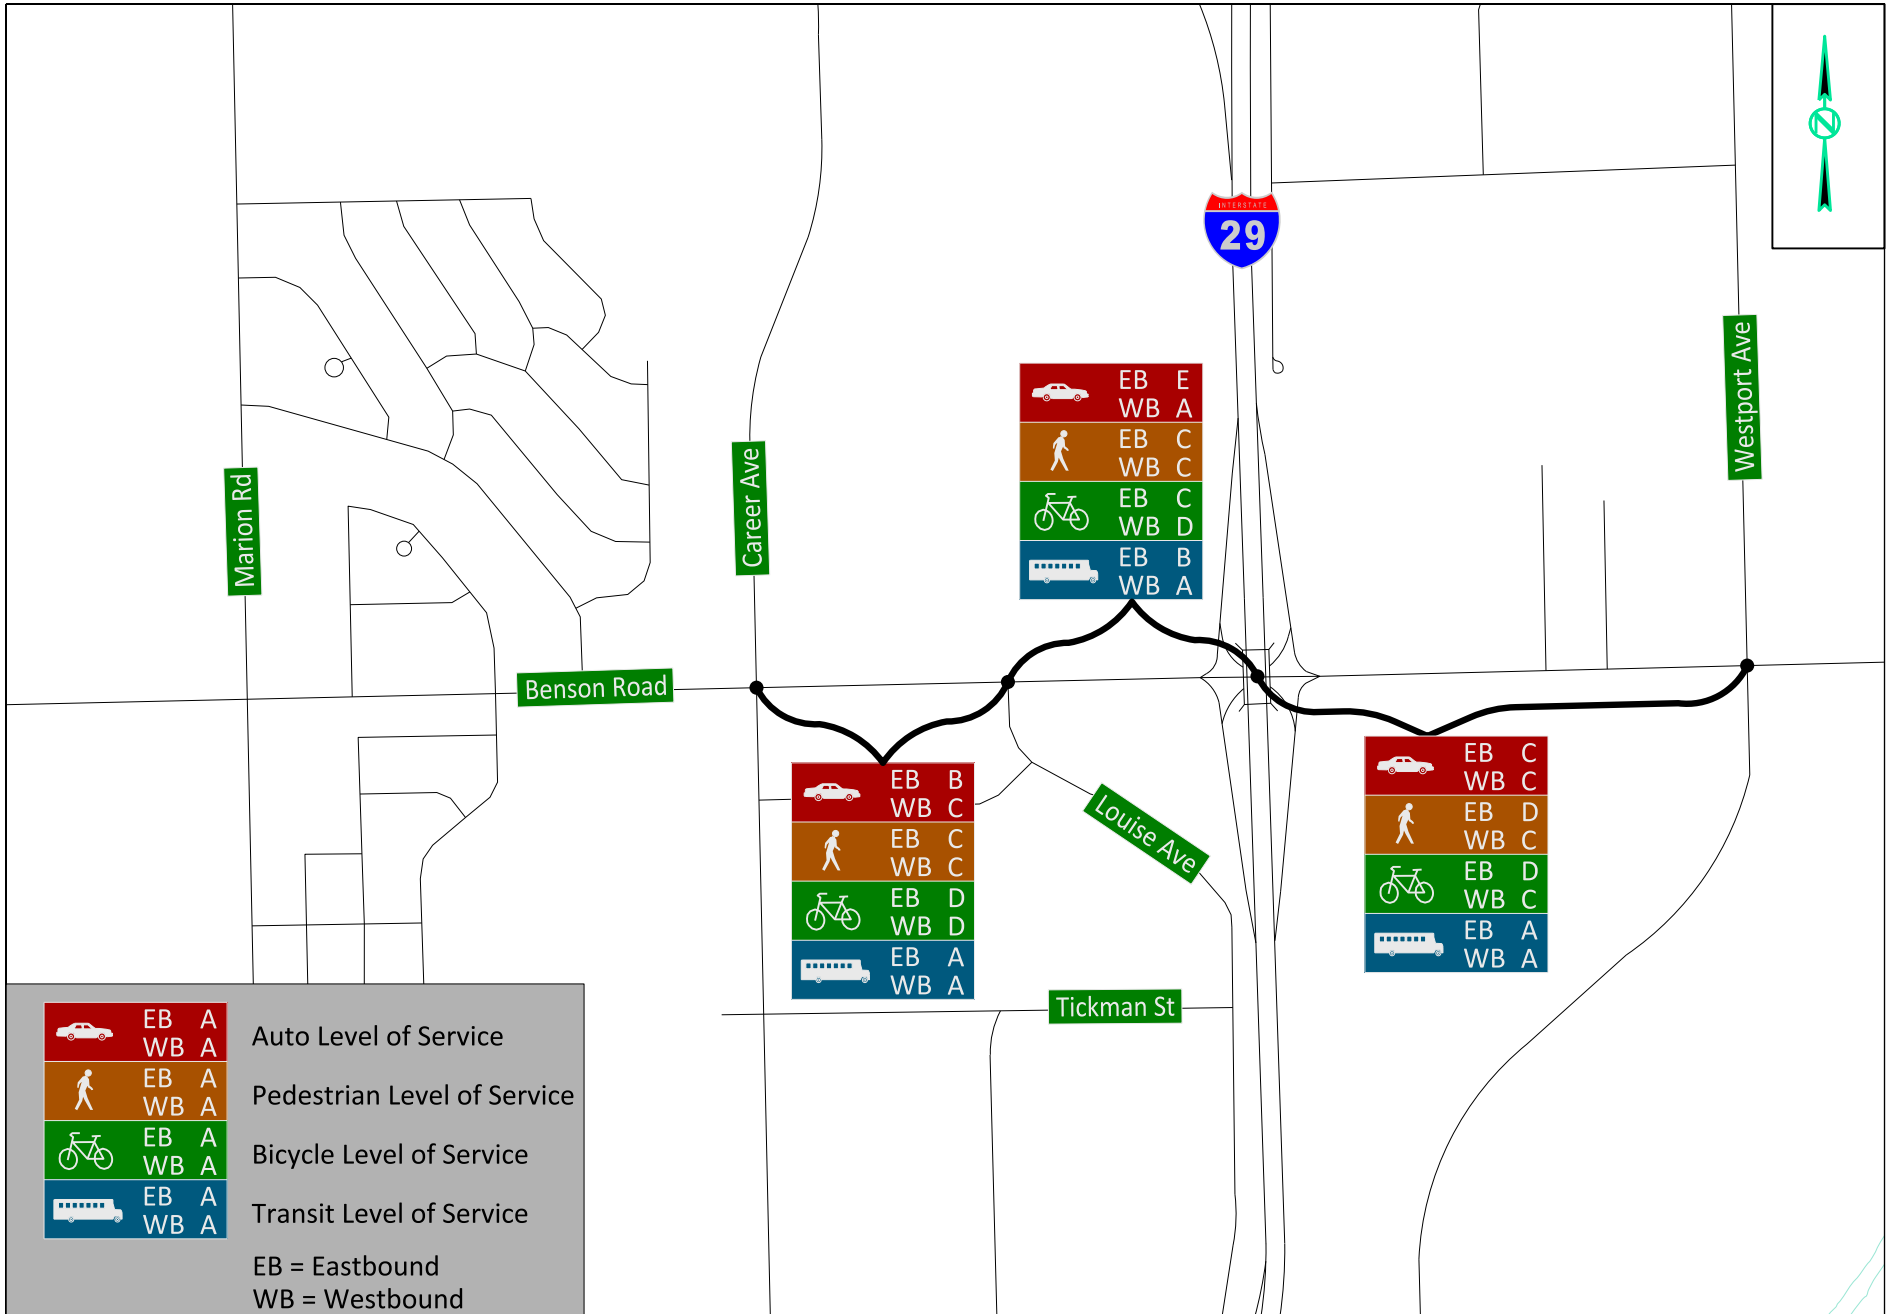 N
INTERSTATE
29
Westport Ave
EB E
WB A
EB C
WB C
EB C
WB D
EB B
WB A
Career Ave
Marion Rd
Benson Road
EB B
WB C
EB C
WB C
EB D
WB D
EB A
WB A
Louise Ave
EB C
WB C
EB D
WB C
EB D
WB C
EB A
WB A
Tickman St
EB A
WB A
Auto Level of Service
EB A
WB A
Pedestrian Level of Service
EB A
WB A
Bicycle Level of Service
EB A
WB A
Transit Level of Service
EB = Eastbound
WB = Westbound